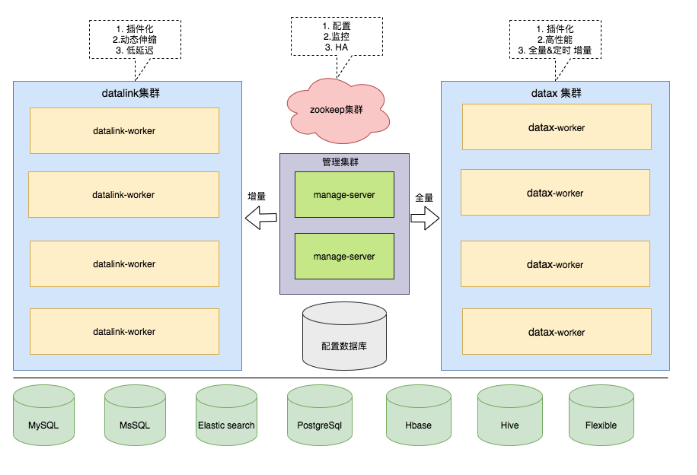 1. 插件化
2.动态伸缩
3. 低延迟
1. 配置
2.监控
3. HA
1. 插件化
2.高性能
3. 全量&定时 增量
datalink集群
datalink-worker
datalink-worker
datalink-worker
datalink-worker
zookeep集群
管理集群
manage-server
manage-server
增量
全量
配置数据库
datax 集群
datax-worker
datax-worker
datax-worker
datax-worker
MySQL
MsSQL
Elastic search
PostgreSql
Hbase
Hive
Flexible